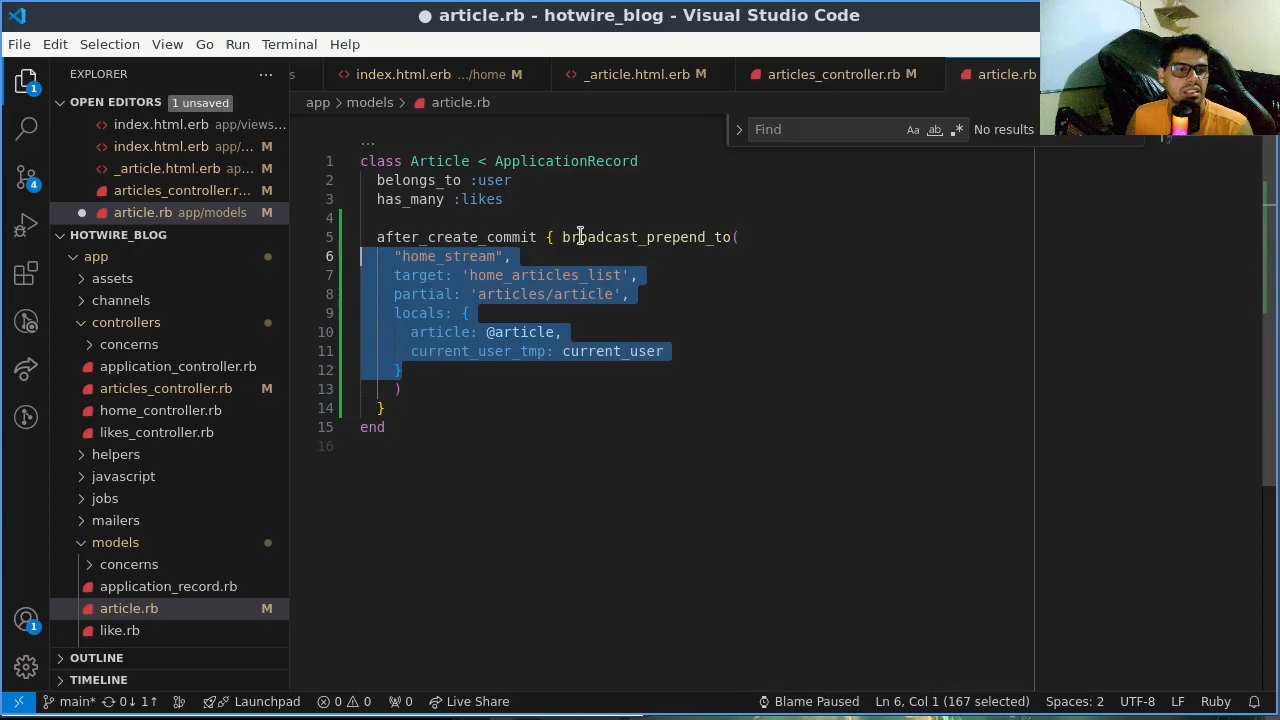 ● article.rb - hotwire_blog - Visual Studio Code
File Edit Selection View Go Run Terminal Help
EXPLORER ···
s index.html.erb .../home M _article.html.erb M articles_controller.rb M article.rb
OPEN EDITORS 1 unsaved
index.html.erb app/views...
index.html.erb app/... M
_article.html.erb ap... M
articles_controller.r... M
article.rb app/models
HOTWIRE_BLOG
app
assets
channels
controllers
concerns
application_controller.rb
articles_controller.rb M
home_controller.rb
likes_controller.rb
helpers
javascript
jobs
mailers
models
concerns
application_record.rb
article.rb M
like.rb
OUTLINE
TIMELINE
1
4
1
app > models > article.rb
Find Aa ab .* No results
...
1 class Article < ApplicationRecord
2 belongs_to :user
3 has_many :likes
4
5 after_create_commit { broadcast_prepend_to(
6 "home_stream",
7 target: 'home_articles_list',
8 partial: 'articles/article',
9 locals: {
10 article: @article,
11 current_user_tmp: current_user
12 }
13 )
14 }
15 end
16
main* 0↓ 1↑ Launchpad 0 0 0 Live Share Blame Paused Ln 6, Col 1 (167 selected) Spaces: 2 UTF-8 LF Ruby